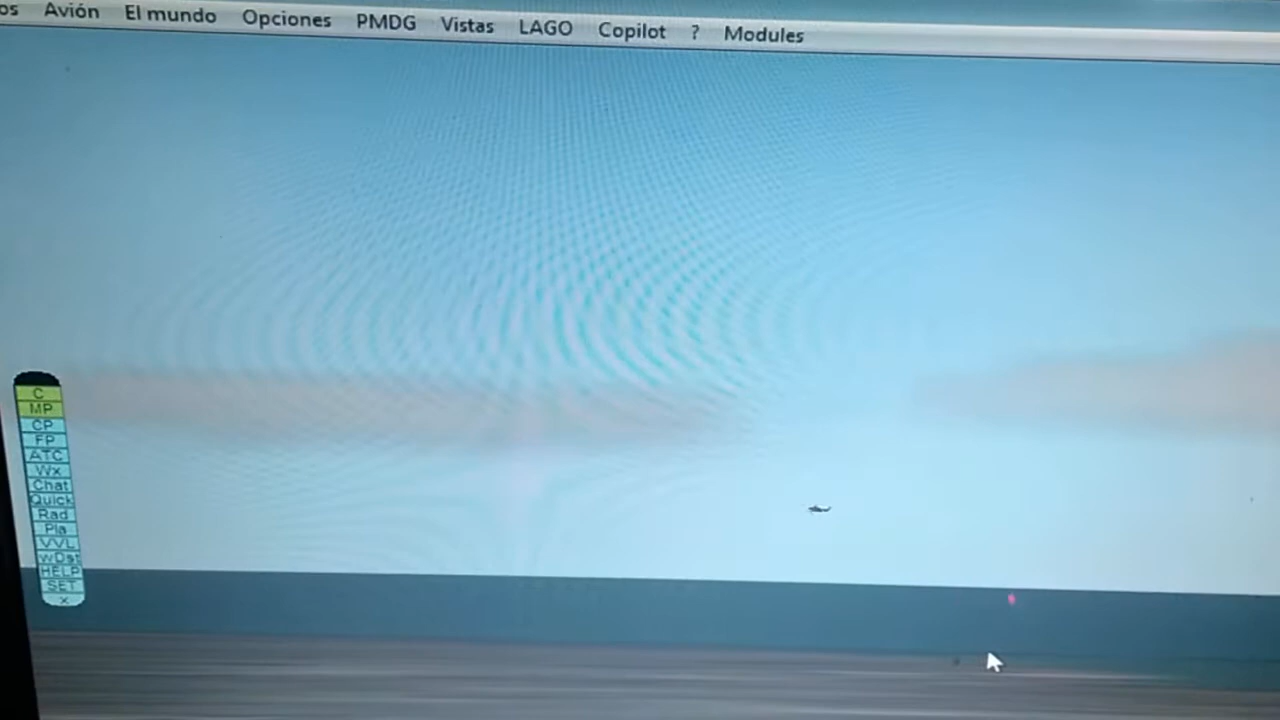 os Avión El mundo Opciones PMDG Vistas LAGO Copilot ? Modules
C
MP
CP
FP
ATC
Wx
Chat
Quick
Rad
Pla
VVL
wDst
HELP
SET
x